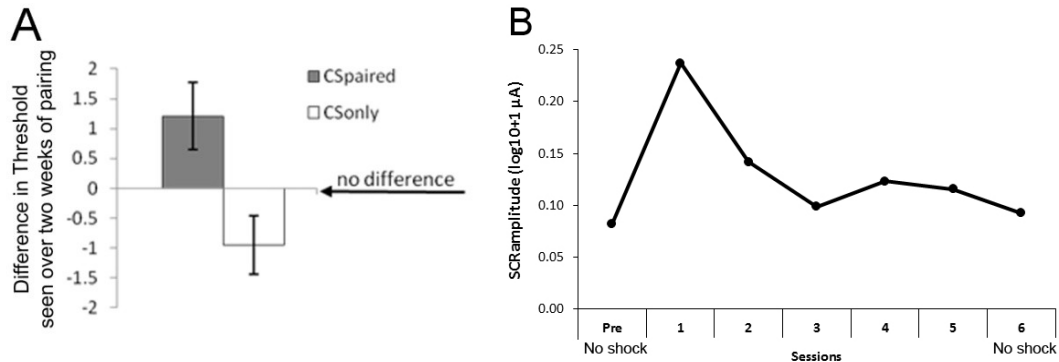 A
Difference in Threshold
seen over two weeks of pairing
2
1.5
1
0.5
0
-0.5
-1
-1.5
-2
CSpaired
CSonly
no difference
B
SCRamplitude (log10+1 µA)
0.25
0.20
0.15
0.10
0.05
0.00
Pre 1 2 3 4 5 6
No shock No shock
Sessions